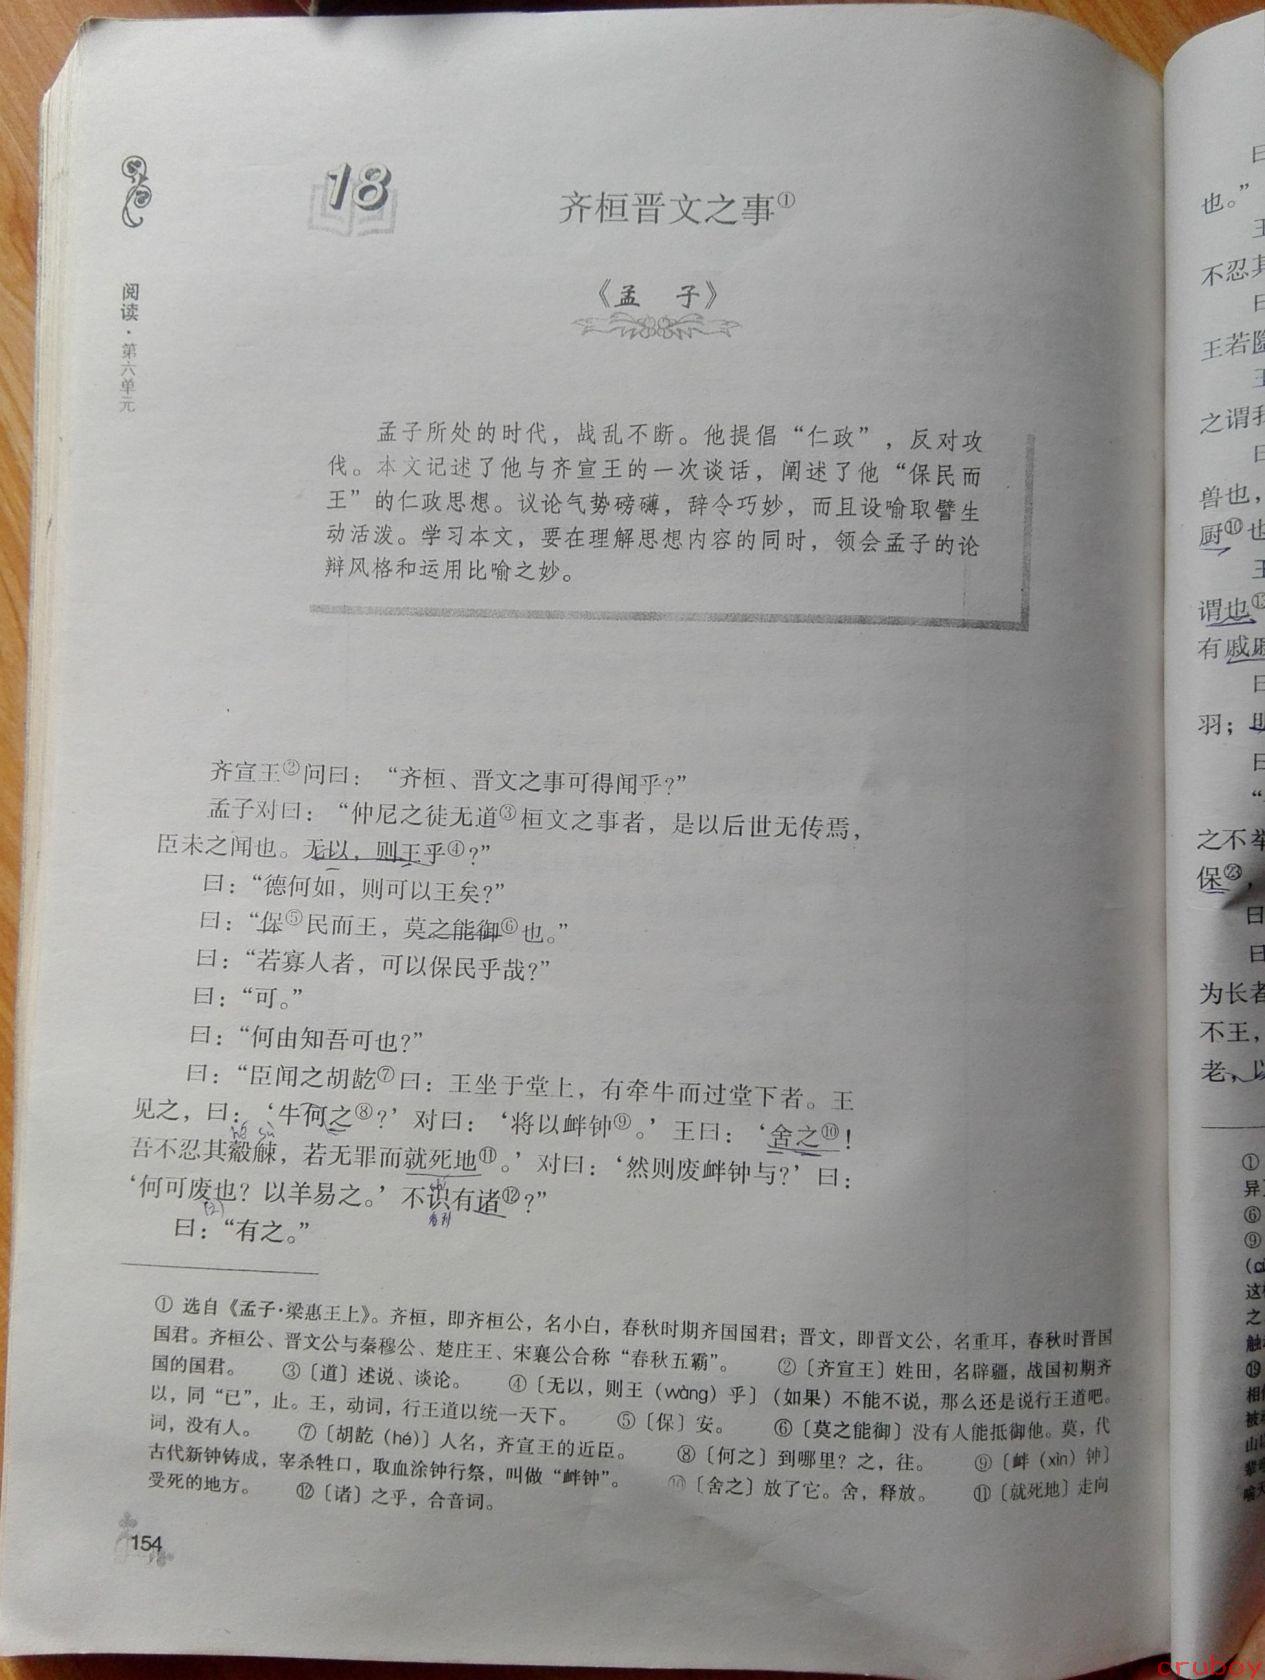 18
齐桓晋文之事①
《孟 子》
阅读·第六单元
孟子所处的时代，战乱不断。他提倡“仁政”，反对攻
伐。本文记述了他与齐宣王的一次谈话，阐述了他“保民而
王”的仁政思想。议论气势磅礴，辞令巧妙，而且设喻取譬生
动活泼。学习本文，要在理解思想内容的同时，领会孟子的论
辩风格和运用比喻之妙。
齐宣王②问曰：“齐桓、晋文之事可得闻乎？”
孟子对曰：“仲尼之徒无道③桓文之事者，是以后世无传焉，
臣未之闻也。无以，则王乎④？”
曰：“德何如，则可以王矣？”
曰：“保⑤民而王，莫之能御⑥也。”
曰：“若寡人者，可以保民乎哉？”
曰：“可。”
曰：“何由知吾可也？”
曰：“臣闻之胡龁⑦曰：王坐于堂上，有牵牛而过堂下者。王
见之，曰：‘牛何之⑧？’对曰：‘将以衅钟⑨。’王曰：‘舍之⑩！
hú sù
吾不忍其觳觫，若无罪而就死地⑪。’对曰：‘然则废衅钟与？’曰：
‘何可废也？以羊易之。’不识有诸⑫？”
曰：“有之。”
① 选自《孟子·梁惠王上》。齐桓，即齐桓公，名小白，春秋时期齐国国君；晋文，即晋文公，名重耳，春秋时晋国
国君。齐桓公、晋文公与秦穆公、楚庄王、宋襄公合称“春秋五霸”。 ②〔齐宣王〕姓田，名辟疆，战国初期齐
国的国君。 ③〔道〕述说、谈论。 ④〔无以，则王（wàng）乎〕（如果）不能不说，那么还是说行王道吧。
以，同“已”，止。王，动词，行王道以统一天下。 ⑤〔保〕安。 ⑥〔莫之能御〕没有人能抵御他。莫，代
词，没有人。 ⑦〔胡龁（hé）〕人名，齐宣王的近臣。 ⑧〔何之〕到哪里？之，往。 ⑨〔衅（xìn）钟〕
古代新钟铸成，宰杀牲口，取血涂钟行祭，叫做“衅钟”。 ⑩〔舍之〕放了它。舍，释放。 ⑪〔就死地〕走向
受死的地方。 ⑫〔诸〕之乎，合音词。
154
也。”
不忍其
王若隐
之谓我
兽也，
厨⑩也
谓也
有戚戚
羽；
之不举
保㉓，
曰
曰
为长者
不王，
老，以
cruboy